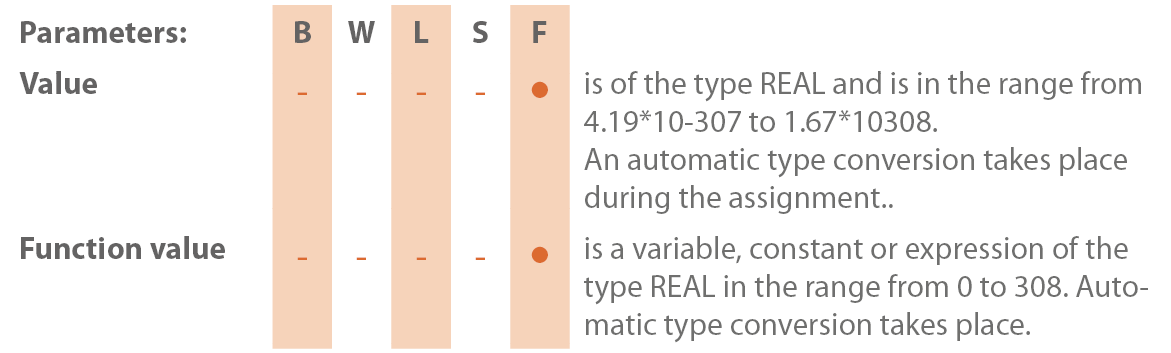 Parameters: B W L S F
Value - - - - ● is of the type REAL and is in the range from
4.19*10-307 to 1.67*10308.
An automatic type conversion takes place
during the assignment..
Function value - - - - ● is a variable, constant or expression of the
type REAL in the range from 0 to 308. Auto-
matic type conversion takes place.